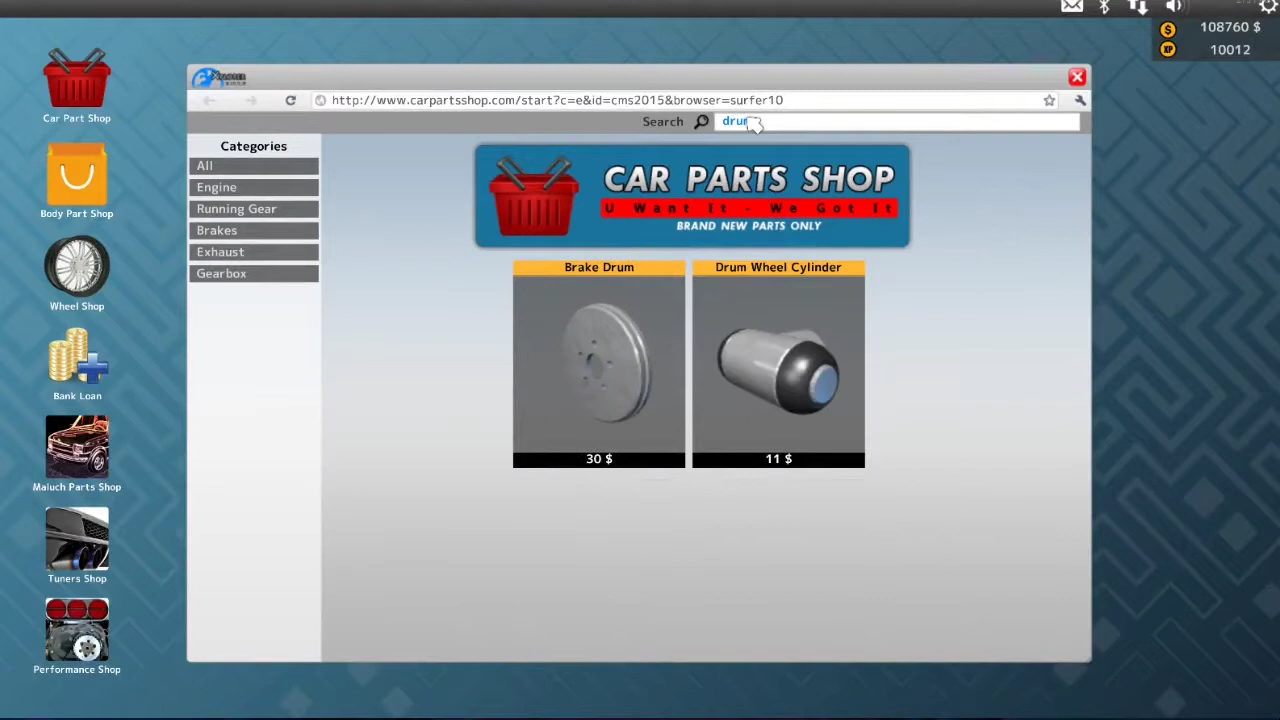 108760 $
XP
10012
Car Part Shop
Body Part Shop
Wheel Shop
Bank Loan
Maluch Parts Shop
Tuners Shop
Performance Shop
http://www.carpartsshop.com/start?c=e&id=cms2015&browser=surfer10
Search
Categories
All
Engine
Running Gear
Brakes
Exhaust
Gearbox
CAR PARTS SHOP
U Want It - We Got It
BRAND NEW PARTS ONLY
Brake Drum
30 $
Drum Wheel Cylinder
11 $